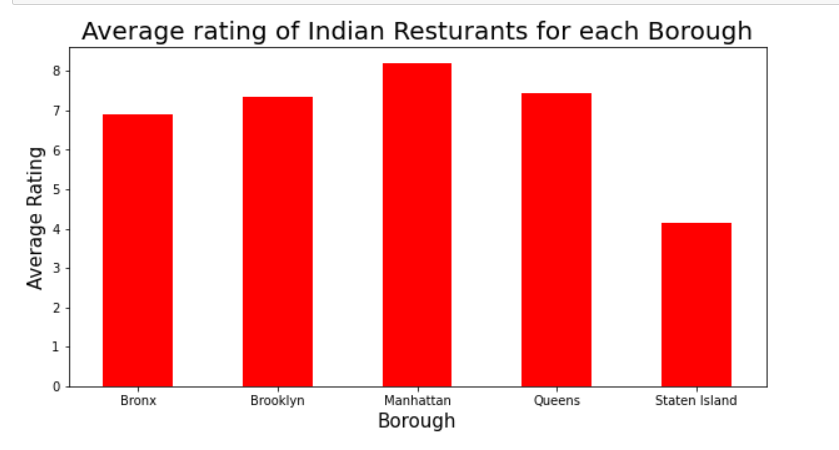 Average rating of Indian Resturants for each Borough
Average Rating
8
7
6
5
4
3
2
1
0
Bronx Brooklyn Manhattan Queens Staten Island
Borough